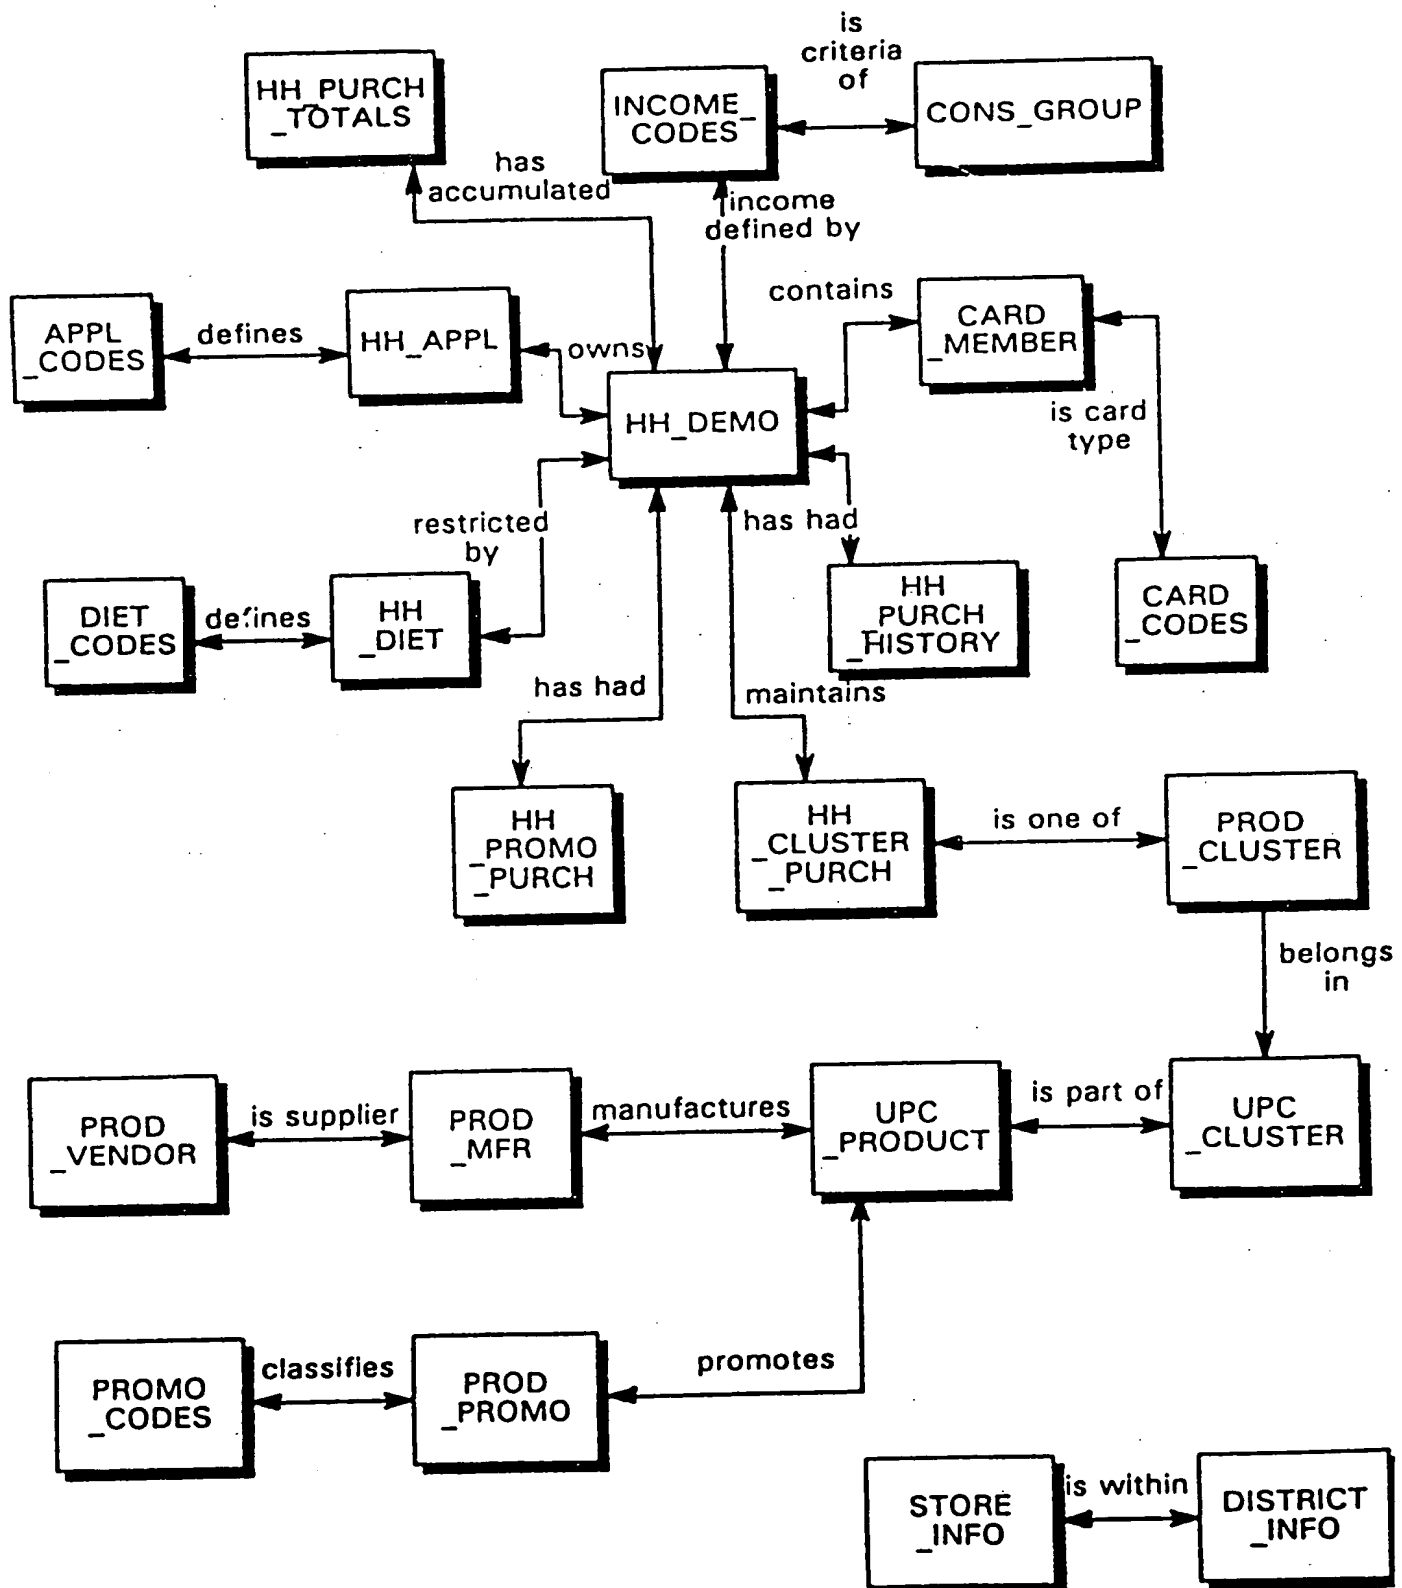 is
criteria
of
HH_PURCH
_TOTALS
INCOME_
CODES
CONS_GROUP
has
accumulated
income
defined by
contains
APPL
_CODES
defines
HH_APPL
owns
CARD
_MEMBER
HH_DEMO
is card
type
restricted
by
has had
DIET
_CODES
defines
HH
_DIET
HH
_PURCH
_HISTORY
CARD
_CODES
has had
maintains
HH
_PROMO
_PURCH
HH
_CLUSTER
_PURCH
is one of
PROD
_CLUSTER
belongs
in
PROD
_VENDOR
is supplier
PROD
_MFR
manufactures
UPC
_PRODUCT
is part of
UPC
_CLUSTER
PROMO
_CODES
classifies
PROD
_PROMO
promotes
STORE
_INFO
is within
DISTRICT
_INFO